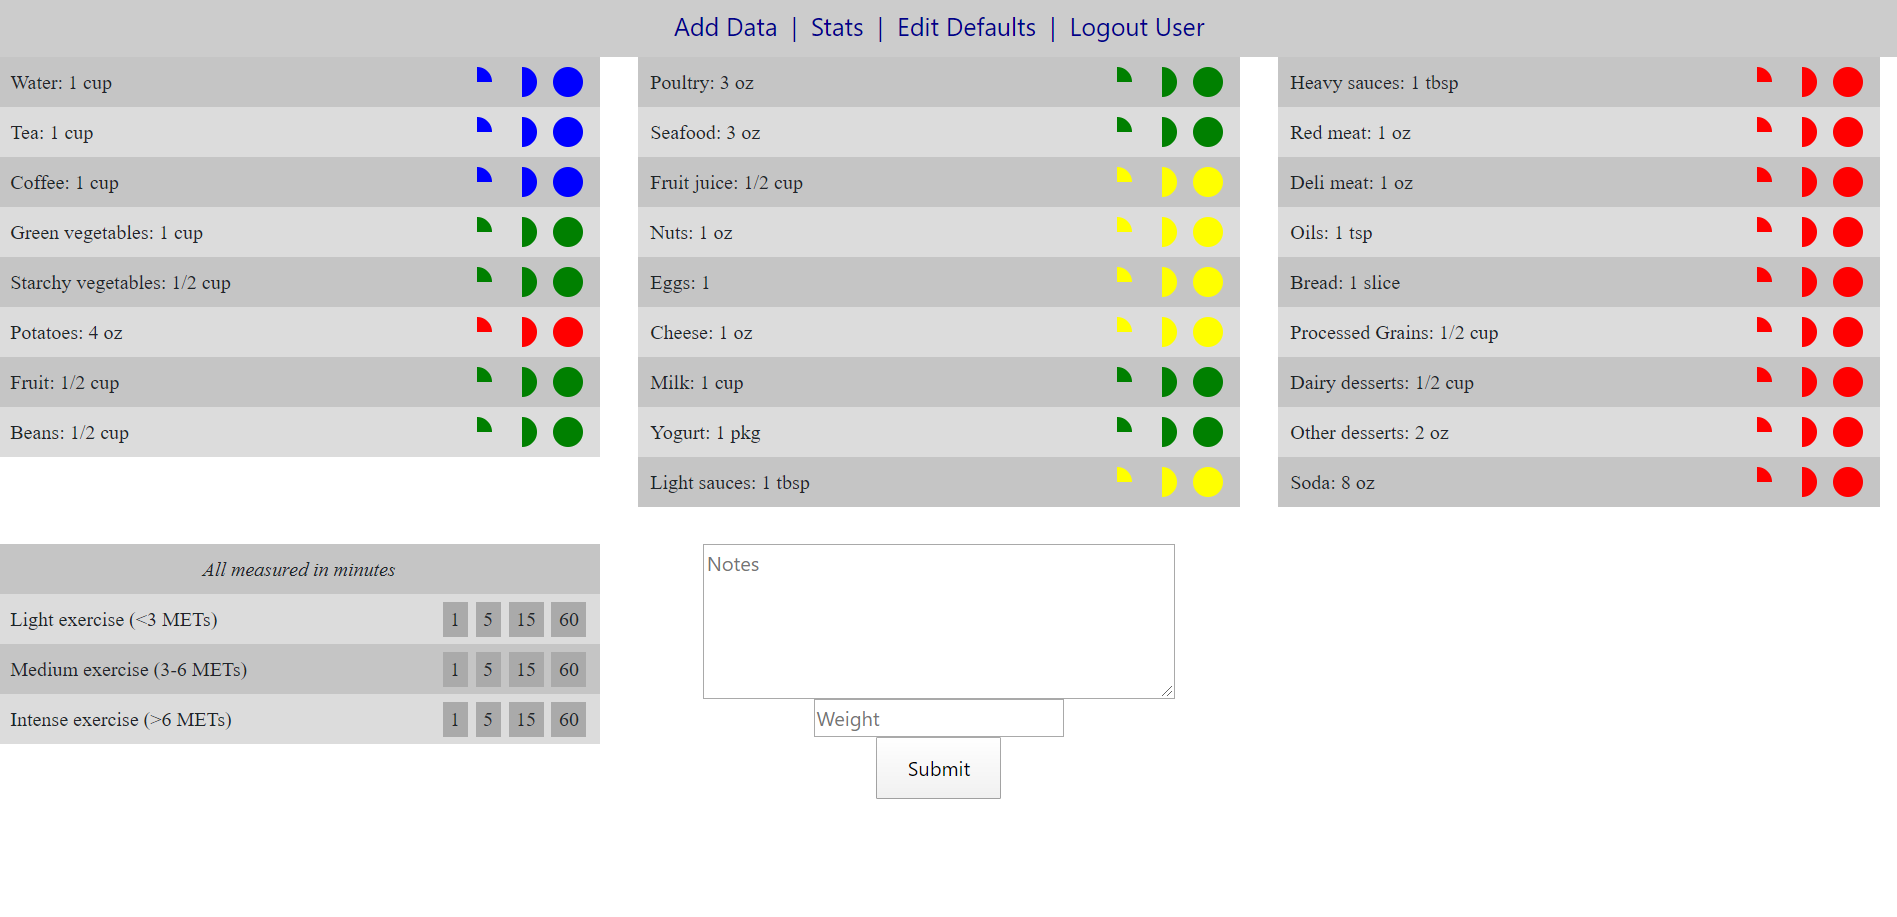 Add Data | Stats | Edit Defaults | Logout User
Water: 1 cup
Tea: 1 cup
Coffee: 1 cup
Green vegetables: 1 cup
Starchy vegetables: 1/2 cup
Potatoes: 4 oz
Fruit: 1/2 cup
Beans: 1/2 cup
Poultry: 3 oz
Seafood: 3 oz
Fruit juice: 1/2 cup
Nuts: 1 oz
Eggs: 1
Cheese: 1 oz
Milk: 1 cup
Yogurt: 1 pkg
Light sauces: 1 tbsp
Heavy sauces: 1 tbsp
Red meat: 1 oz
Deli meat: 1 oz
Oils: 1 tsp
Bread: 1 slice
Processed Grains: 1/2 cup
Dairy desserts: 1/2 cup
Other desserts: 2 oz
Soda: 8 oz
All measured in minutes
Light exercise (<3 METs) 1 5 15 60
Medium exercise (3-6 METs) 1 5 15 60
Intense exercise (>6 METs) 1 5 15 60
Notes
Weight
Submit